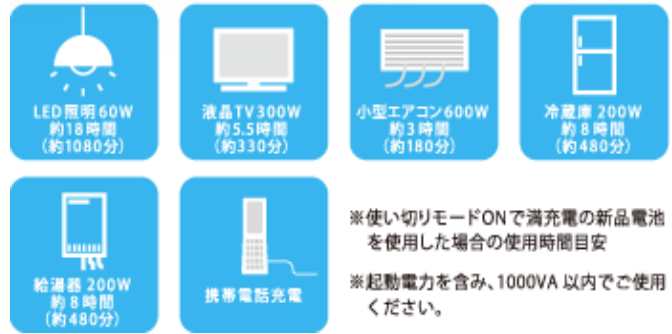 LED照明60W
約18時間
(約1080分)
液晶TV300W
約5.5時間
(約330分)
小型エアコン600W
約3時間
(約180分)
冷蔵庫 200W
約8時間
(約480分)
給湯器 200W
約8時間
(約480分)
携帯電話充電
※使い切りモードONで満充電の新品電池
を使用した場合の使用時間目安
※起動電力を含み、1000VA 以内でご使用
ください。